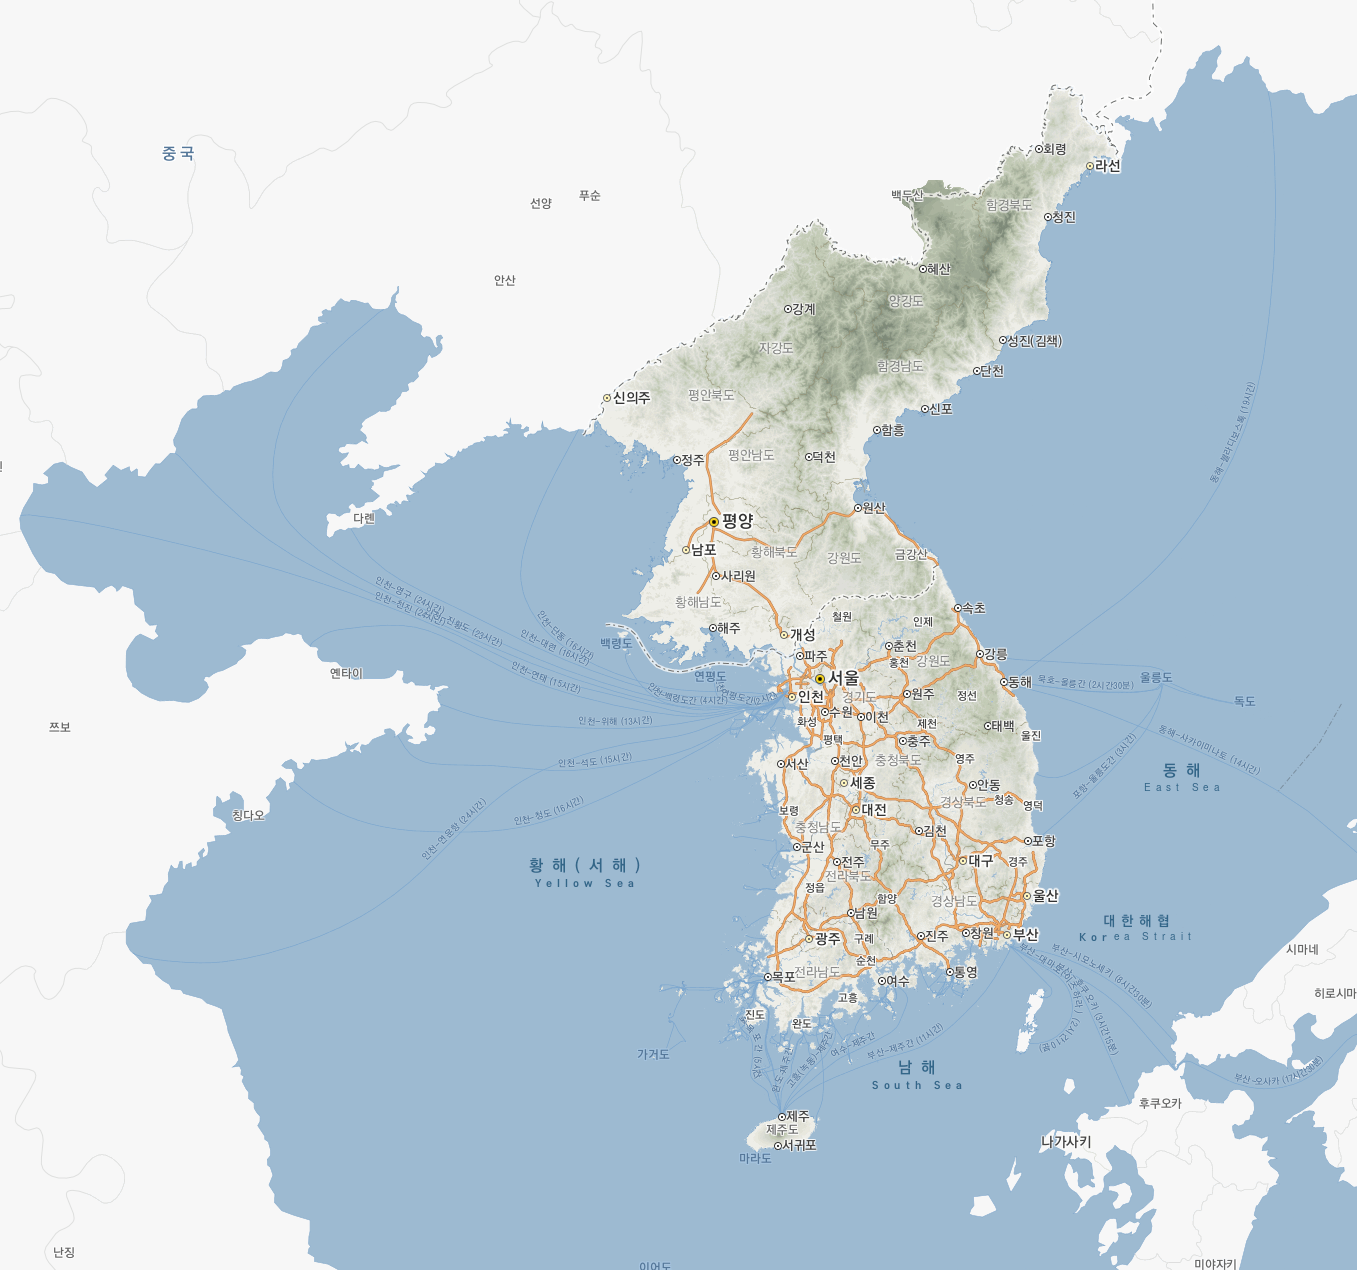 중국
회령
라선
백두산
선양
푸순
함경북도
청진
안산
혜산
양강도
강계
성진(김책)
자강도
함경남도
단천
신의주
평안북도
신포
함흥
정주
평안남도
덕천
원산
다롄
평양
남포
황해북도
강원도
금강산
사리원
황해남도
속초
철원
인제
해주
개성
백령도
춘천
강릉
파주
홍천
강원도
옌타이
연평도
서울
동해
울릉도
인천
경기도
원주
정선
독도
수원
이천
화성
제천
태백
울진
쯔보
평택
충주
서산
천안
충청북도
영주
동해
East Sea
세종
안동
경상북도
청송
영덕
보령
대전
칭다오
충청남도
김천
군산
무주
포항
전주
대구
경주
황해(서해)
Yellow Sea
전라북도
정읍
함양
경상남도
울산
남원
대한해협
Korea Strait
광주
구례
진주
창원
부산
시마네
순천
목포
전라남도
여수
통영
히로시마
고흥
진도
완도
가거도
남해
South Sea
후쿠오카
제주
제주도
서귀포
나가사키
마라도
난징
이어도
미야자키
동해-블라디보스톡 (19시간)
인천-영구 (24시간)
인천-단동 (16시간)
인천-대련 (16시간)
인천-연태 (15시간)
인천-백령도간 (4시간)
인천-위해 (13시간)
인천-석도 (15시간)
인천-청도 (16시간)
인천-연운항 (24시간)
묵호-울릉간 (2시간30분)
포항-울릉도간 (3시간)
동해-사카이미나토 (14시간)
부산-시모노세키 (8시간30분)
부산-오사카 (17시간30분)
부산-제주간 (11시간)
여수-제주간